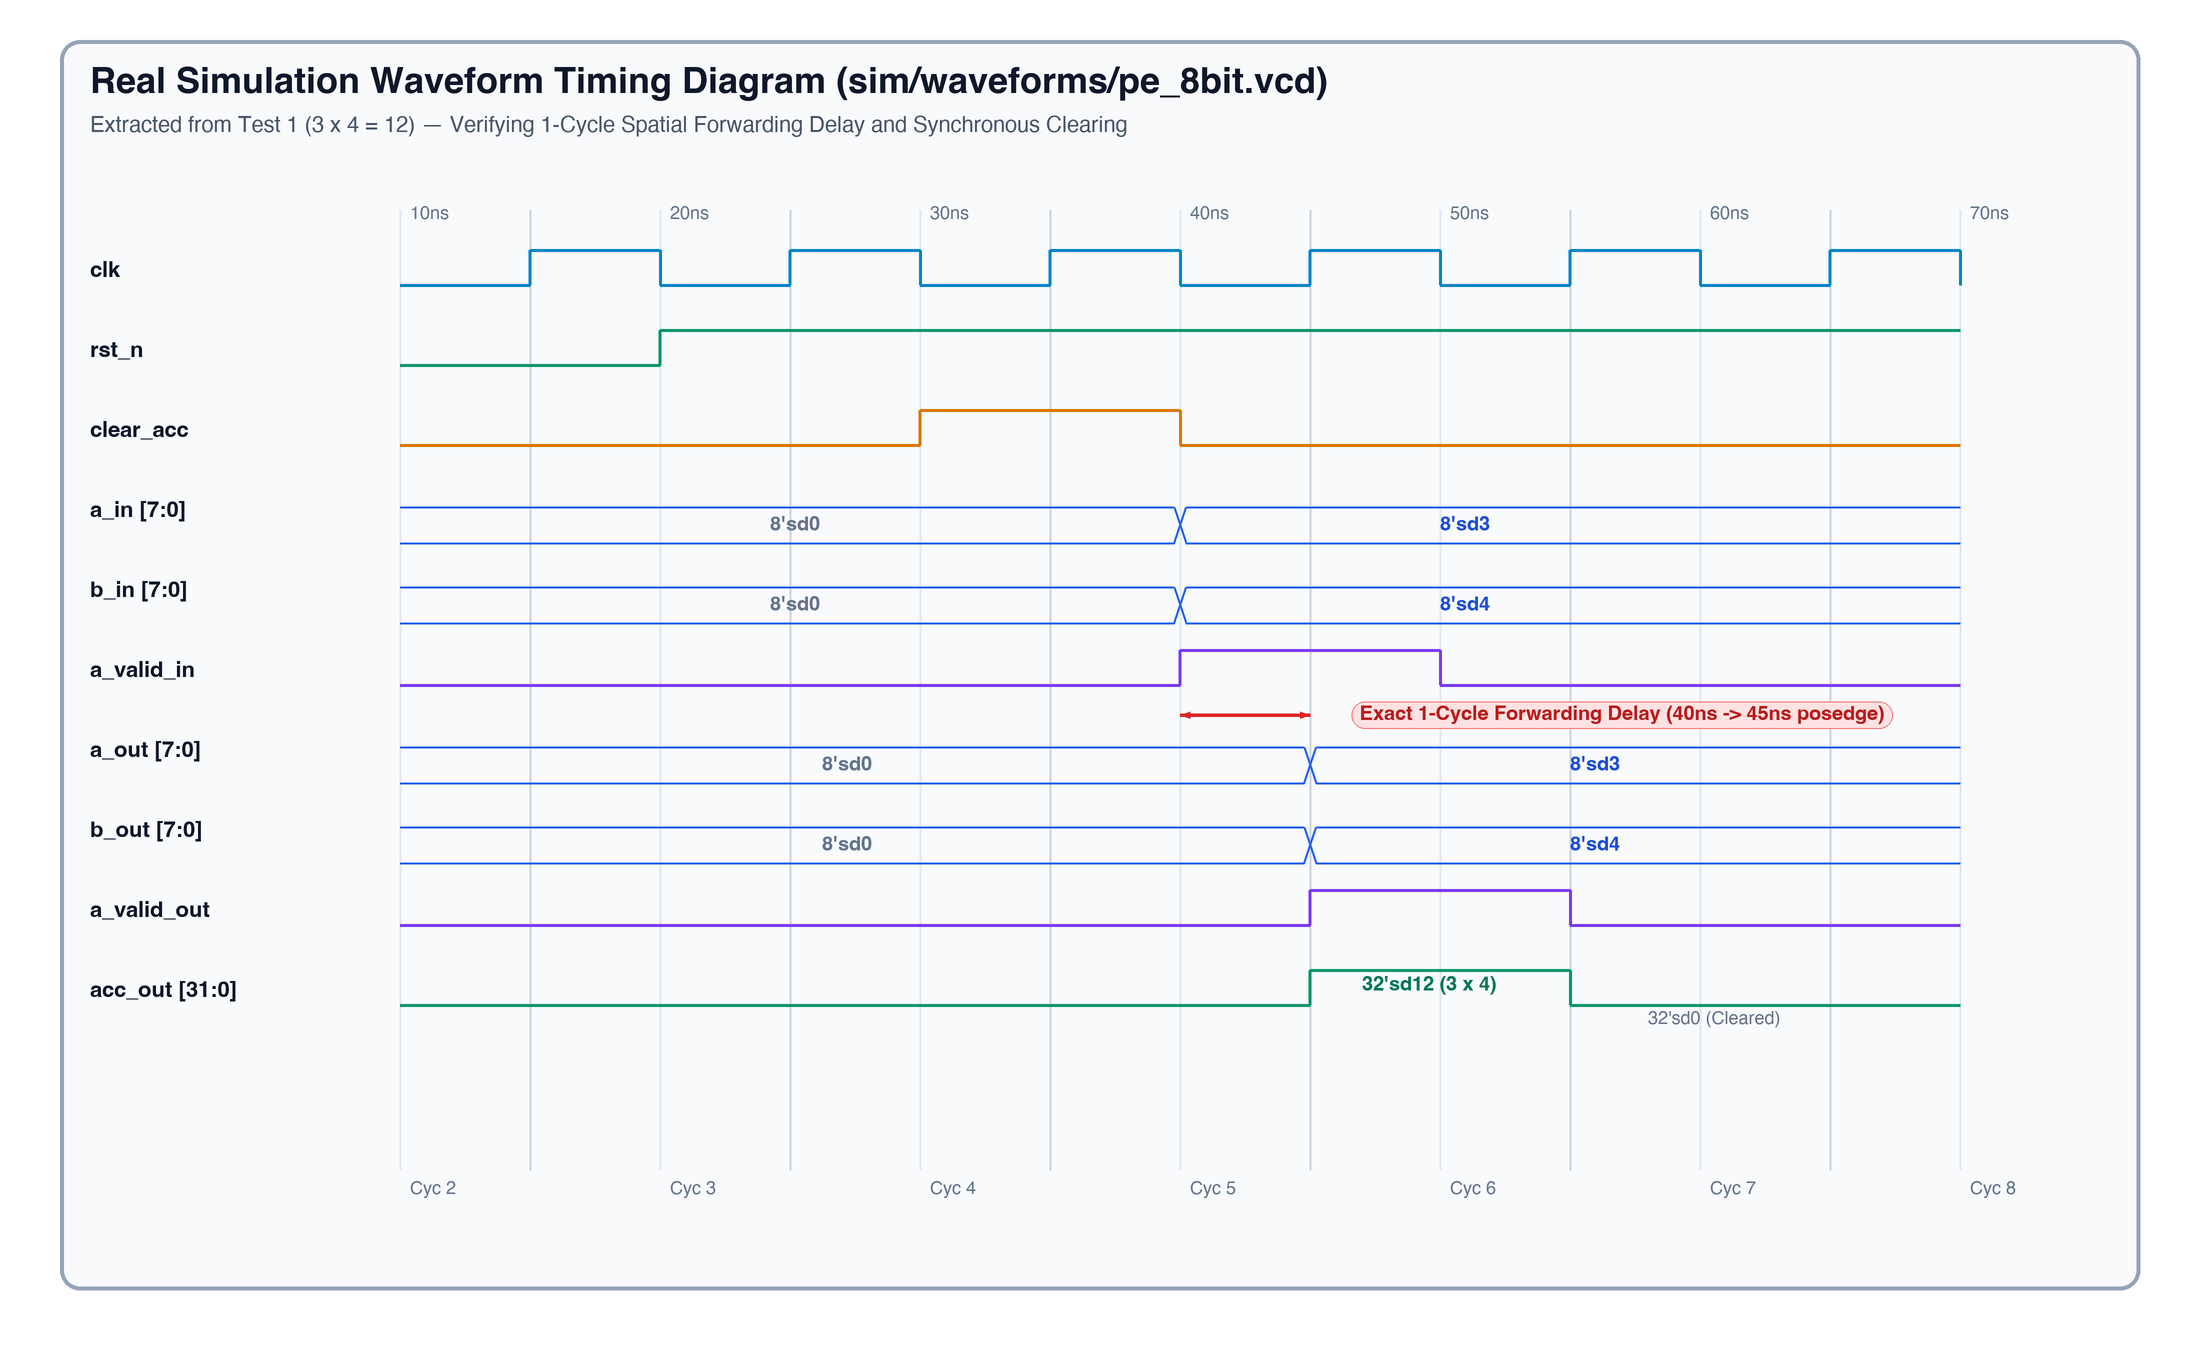 Real Simulation Waveform Timing Diagram (sim/waveforms/pe_8bit.vcd)
Extracted from Test 1 (3 x 4 = 12) — Verifying 1-Cycle Spatial Forwarding Delay and Synchronous Clearing
10ns 20ns 30ns 40ns 50ns 60ns 70ns
clk
rst_n
clear_acc
a_in [7:0] 8'sd0 8'sd3
b_in [7:0] 8'sd0 8'sd4
a_valid_in
Exact 1-Cycle Forwarding Delay (40ns -> 45ns posedge)
a_out [7:0] 8'sd0 8'sd3
b_out [7:0] 8'sd0 8'sd4
a_valid_out
acc_out [31:0] 32'sd12 (3 x 4)
32'sd0 (Cleared)
Cyc 2 Cyc 3 Cyc 4 Cyc 5 Cyc 6 Cyc 7 Cyc 8